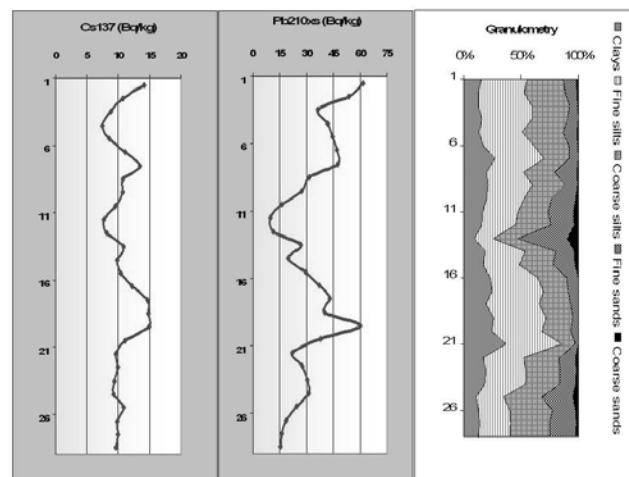 Cs137 (Bq/kg)
0 5 10 15 20
1
6
11
16
21
26
Pb210xs (Bq/kg)
0 15 30 45 60 75
1
6
11
16
21
26
Granulometry
0% 50% 100%
1
6
11
16
21
26
Clays
Fine silts
Coarse silts
Fine sands
Coarse sands